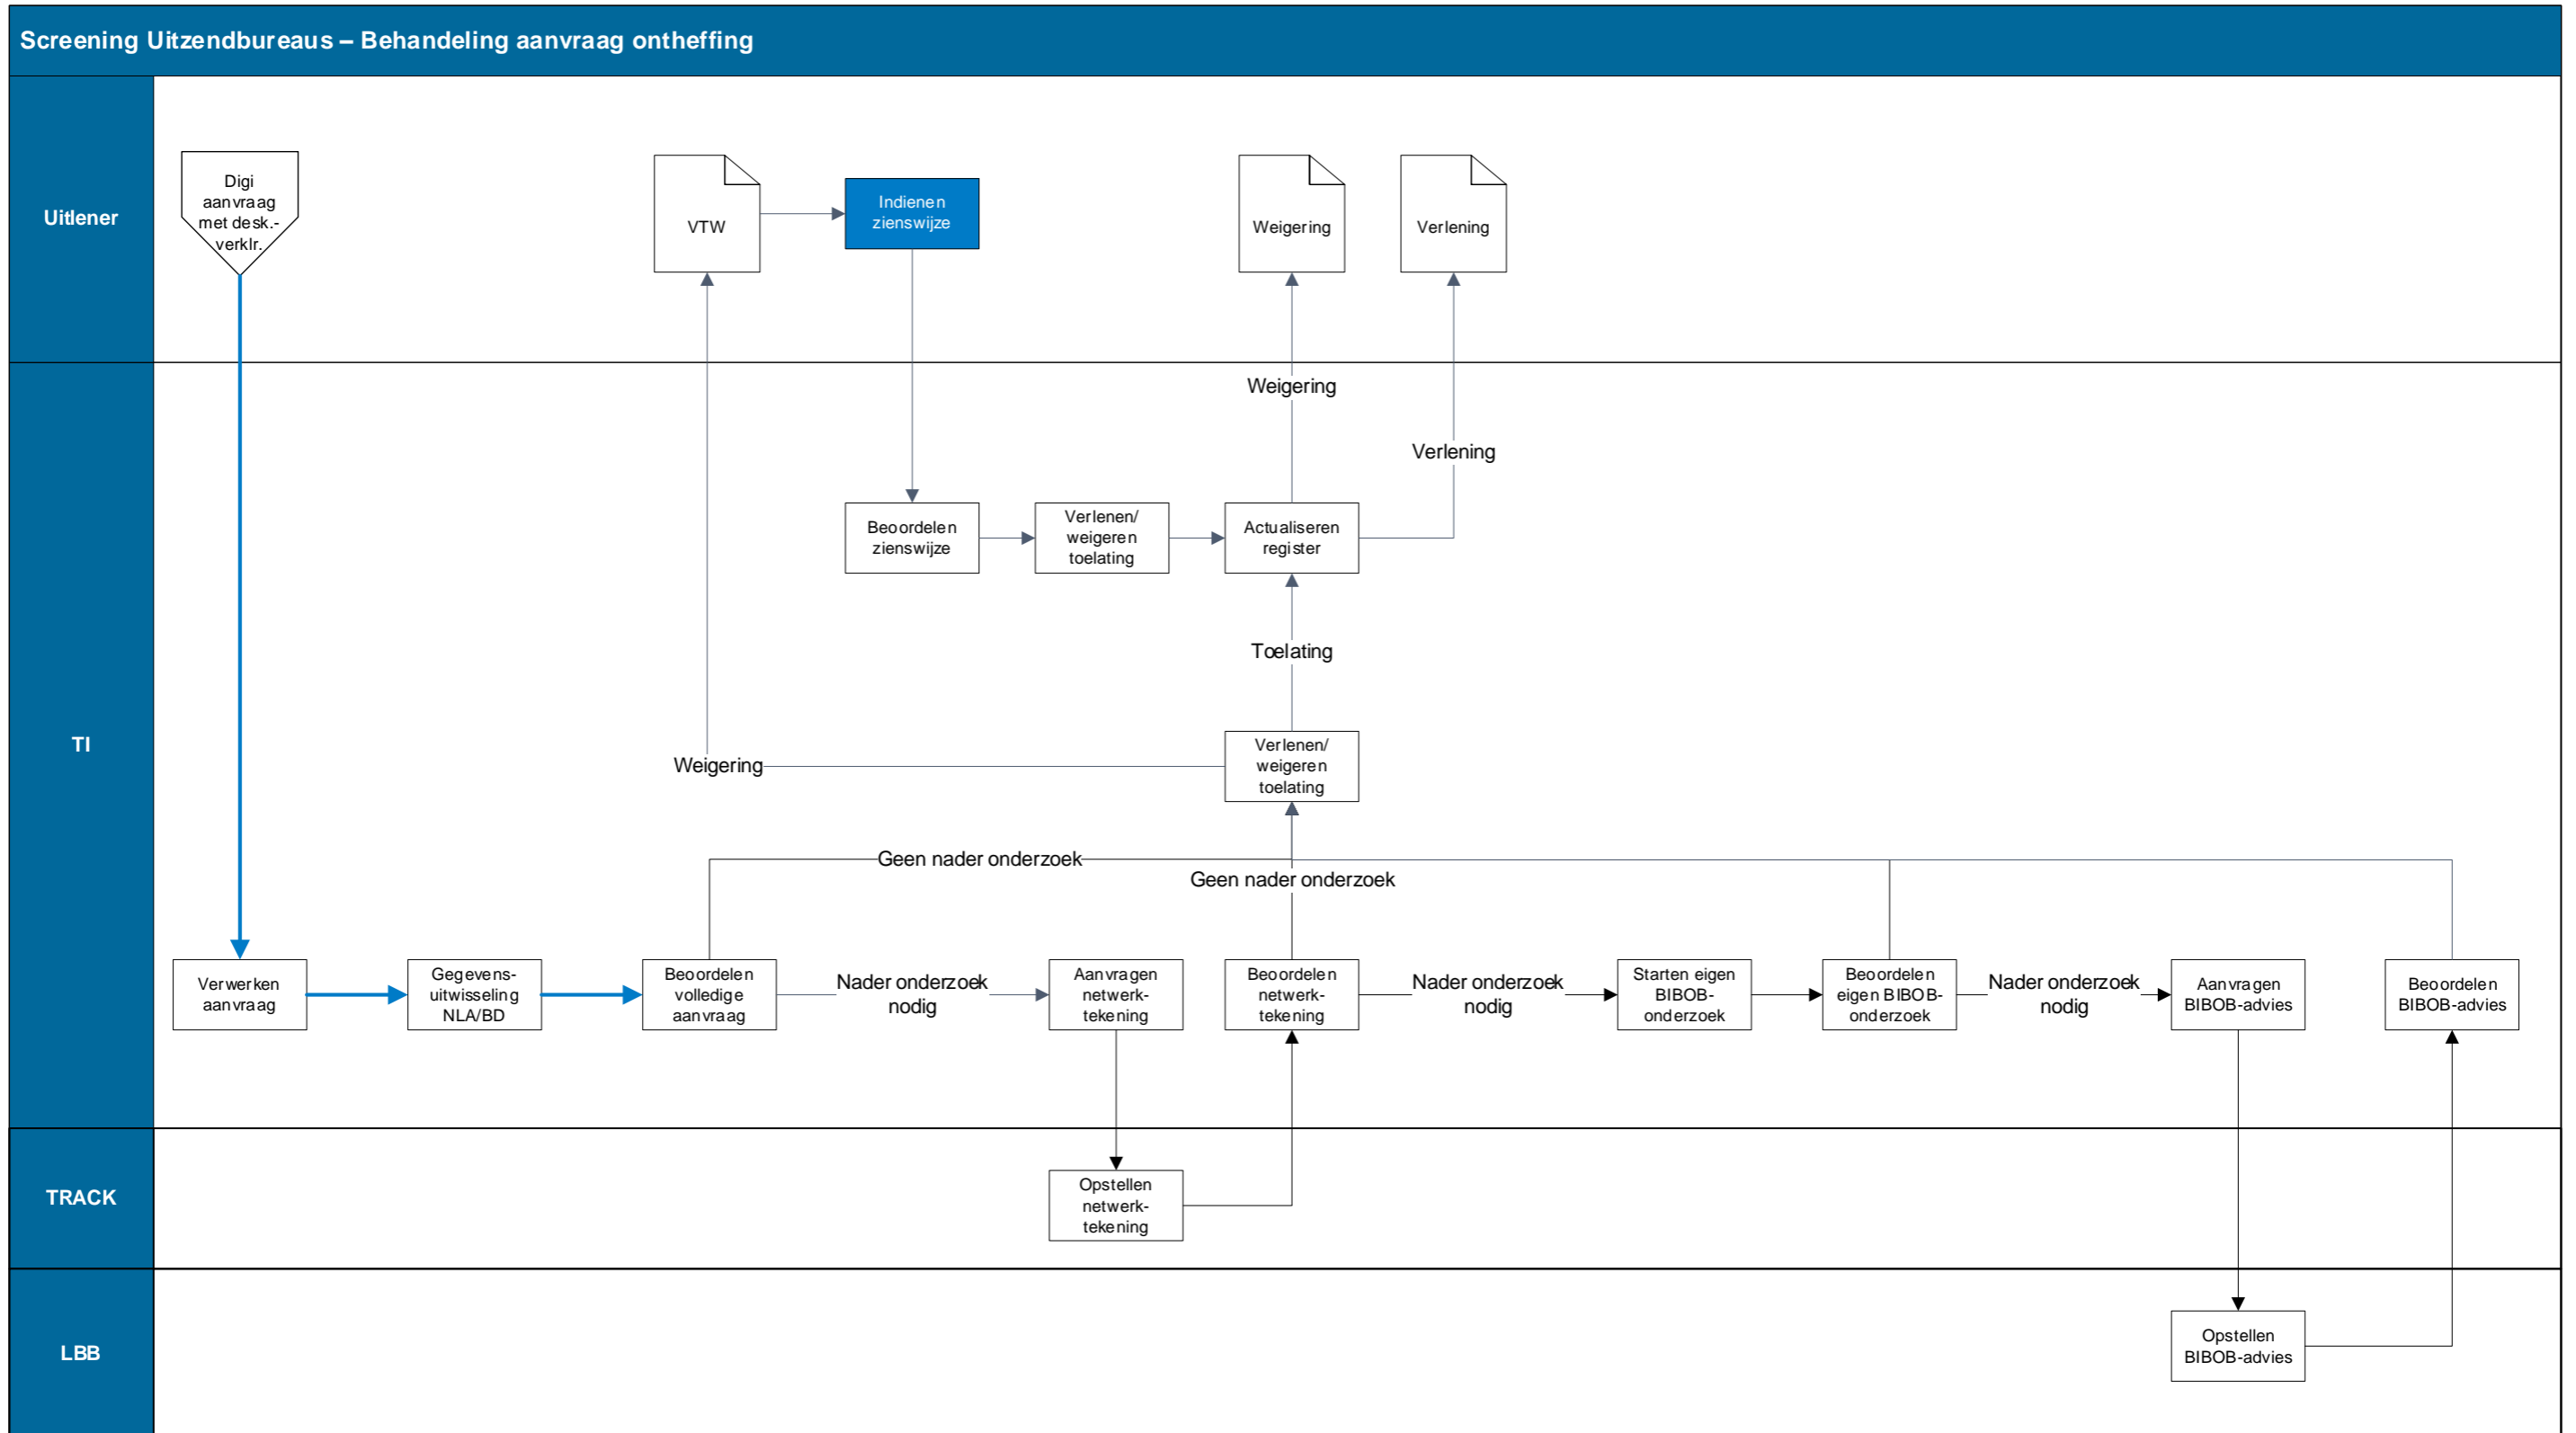 Screening Uitzendbureaus – Behandeling aanvraag ontheffing
Uitlener
Digi
aanvraag
met desk.-
verklr.
VTW
Indienen
zienswijze
Weigering
Verlening
TI
Weigering
Verlening
Beoordelen
zienswijze
Verlenen/
weigeren
toelating
Actualiseren
register
Toelating
Weigering
Verlenen/
weigeren
toelating
Geen nader onderzoek
Geen nader onderzoek
Verwerken
aanvraag
Gegevens-
uitwisseling
NLA/BD
Beoordelen
volledige
aanvraag
Nader onderzoek
nodig
Aanvragen
netwerk-
tekening
Beoordelen
netwerk-
tekening
Nader onderzoek
nodig
Starten eigen
BIBOB-
onderzoek
Beoordelen
eigen BIBOB-
onderzoek
Nader onderzoek
nodig
Aanvragen
BIBOB-advies
Beoordelen
BIBOB-advies
TRACK
Opstellen
netwerk-
tekening
LBB
Opstellen
BIBOB-advies